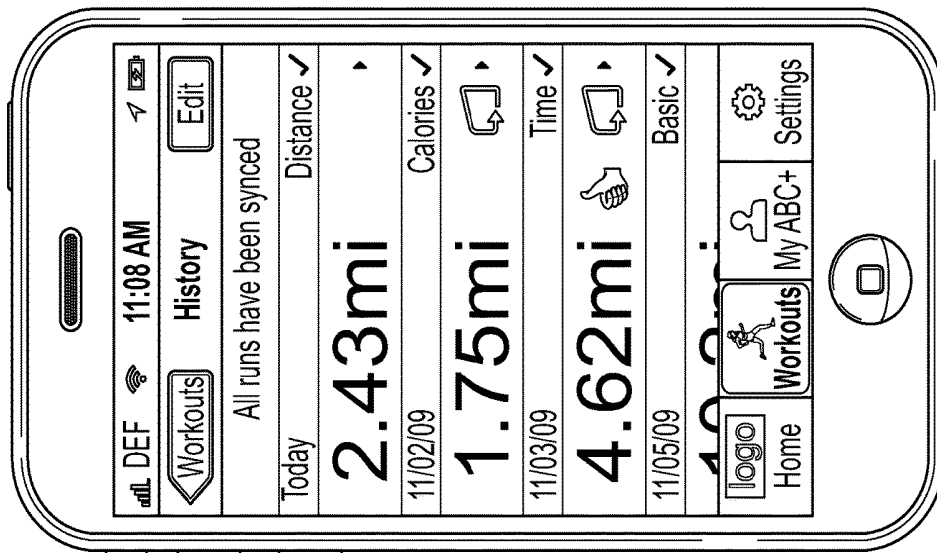 DEF 11:08 AM
Workouts History Edit
All runs have been synced
Today Distance
2.43mi
11/02/09 Calories
1.75mi
11/03/09 Time
4.62mi
11/05/09 Basic
logo
Home Workouts My ABC+ Settings